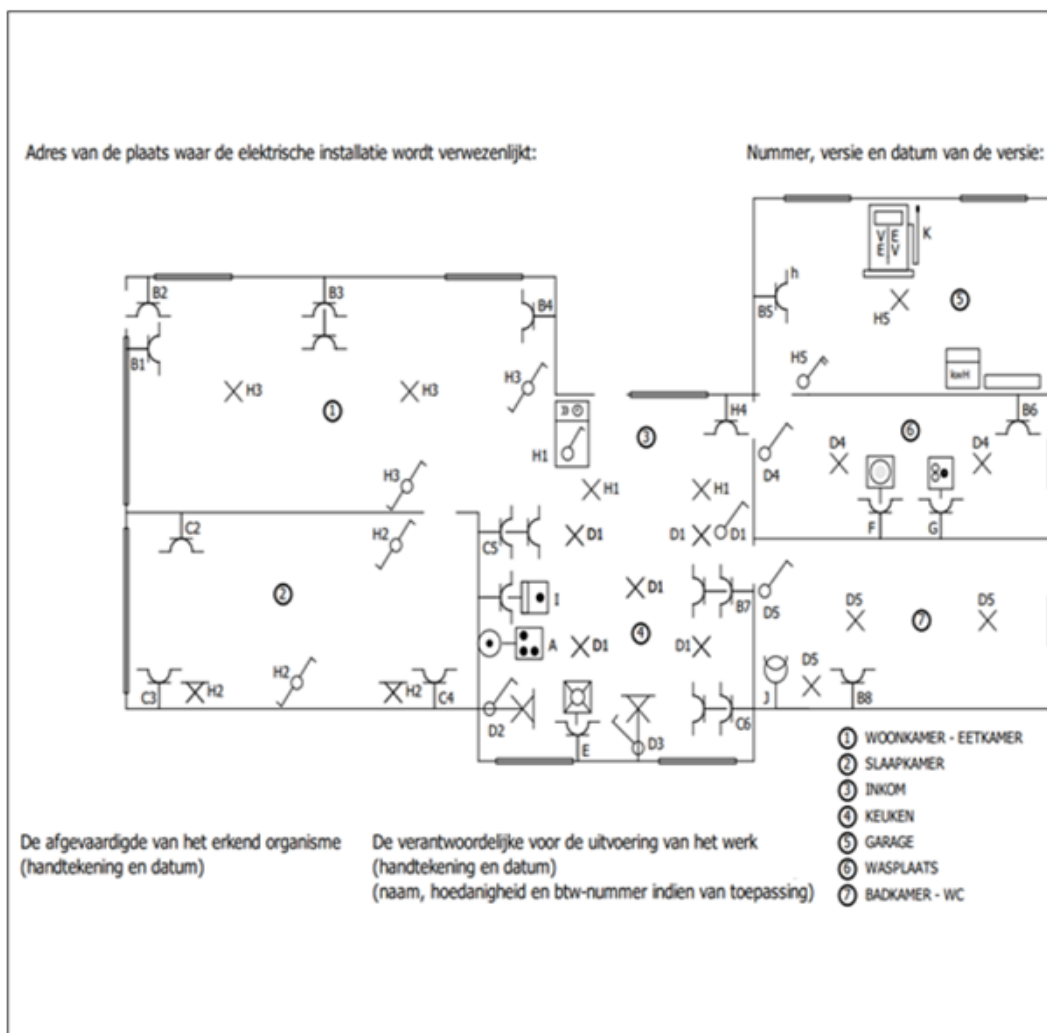 Adres van de plaats waar de elektrische installatie wordt verwezenlijkt:
Nummer, versie en datum van de versie:
VE EV
K
h
B2
B3
B4
B5
H5
5
B1
H5
kwH
H3
H3
H3
1
H4
B6
3
6
H1
D4
D4
D4
H3
H1
H1
F
G
C2
H2
C5
D1
D1
D1
2
I
D1
B7
D5
D5
D5
4
7
A
D1
D1
H2
D5
C3
H2
H2
C4
J
B8
D2
E
D3
C6
1 WOONKAMER - EETKAMER
2 SLAAPKAMER
3 INKOM
4 KEUKEN
5 GARAGE
6 WASPLAATS
7 BADKAMER - WC
De afgevaardigde van het erkend organisme
(handtekening en datum)
De verantwoordelijke voor de uitvoering van het werk
(handtekening en datum)
(naam, hoedanigheid en btw-nummer indien van toepassing)